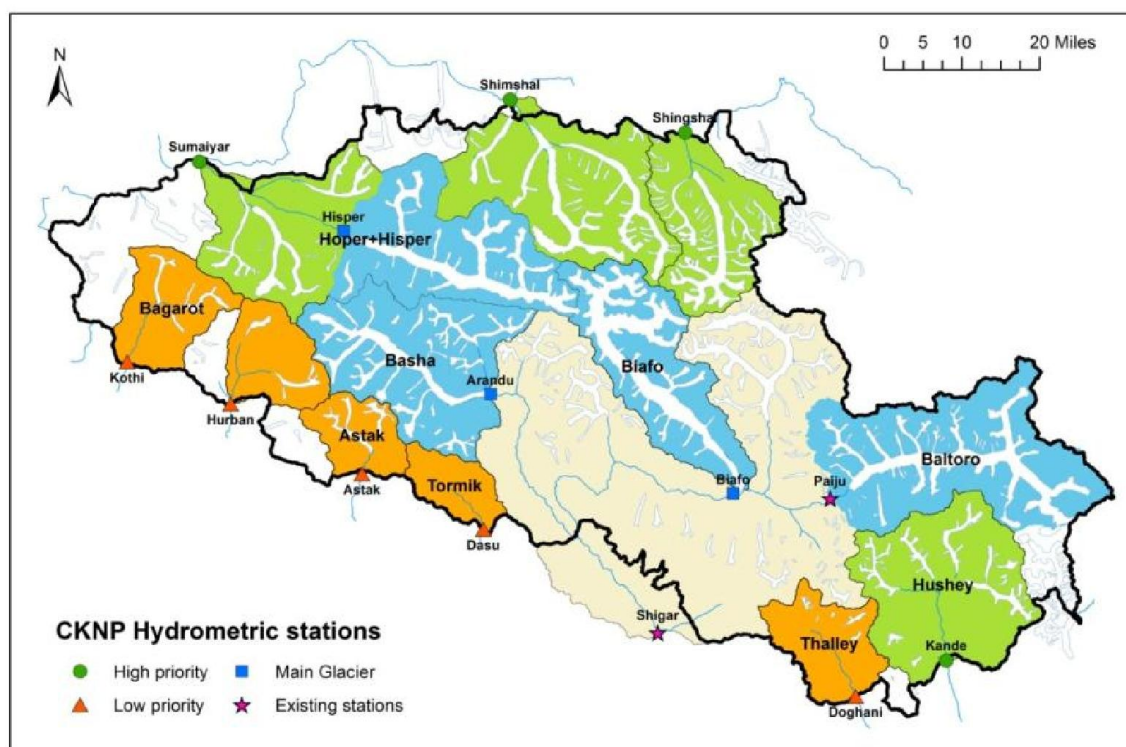 0 5 10 20 Miles
N
Shimshal
Shingshal
Sumaiyar
Hisper
Hoper+Hisper
Bagarot
Basha
Biafo
Kothi
Arandu
Hurban
Astak
Baltoro
Astak
Tormik
Biafo
Paiju
Dasu
Hushey
Shigar
Thalley
Kande
Doghani
CKNP Hydrometric stations
High priority
Main Glacier
Low priority
Existing stations